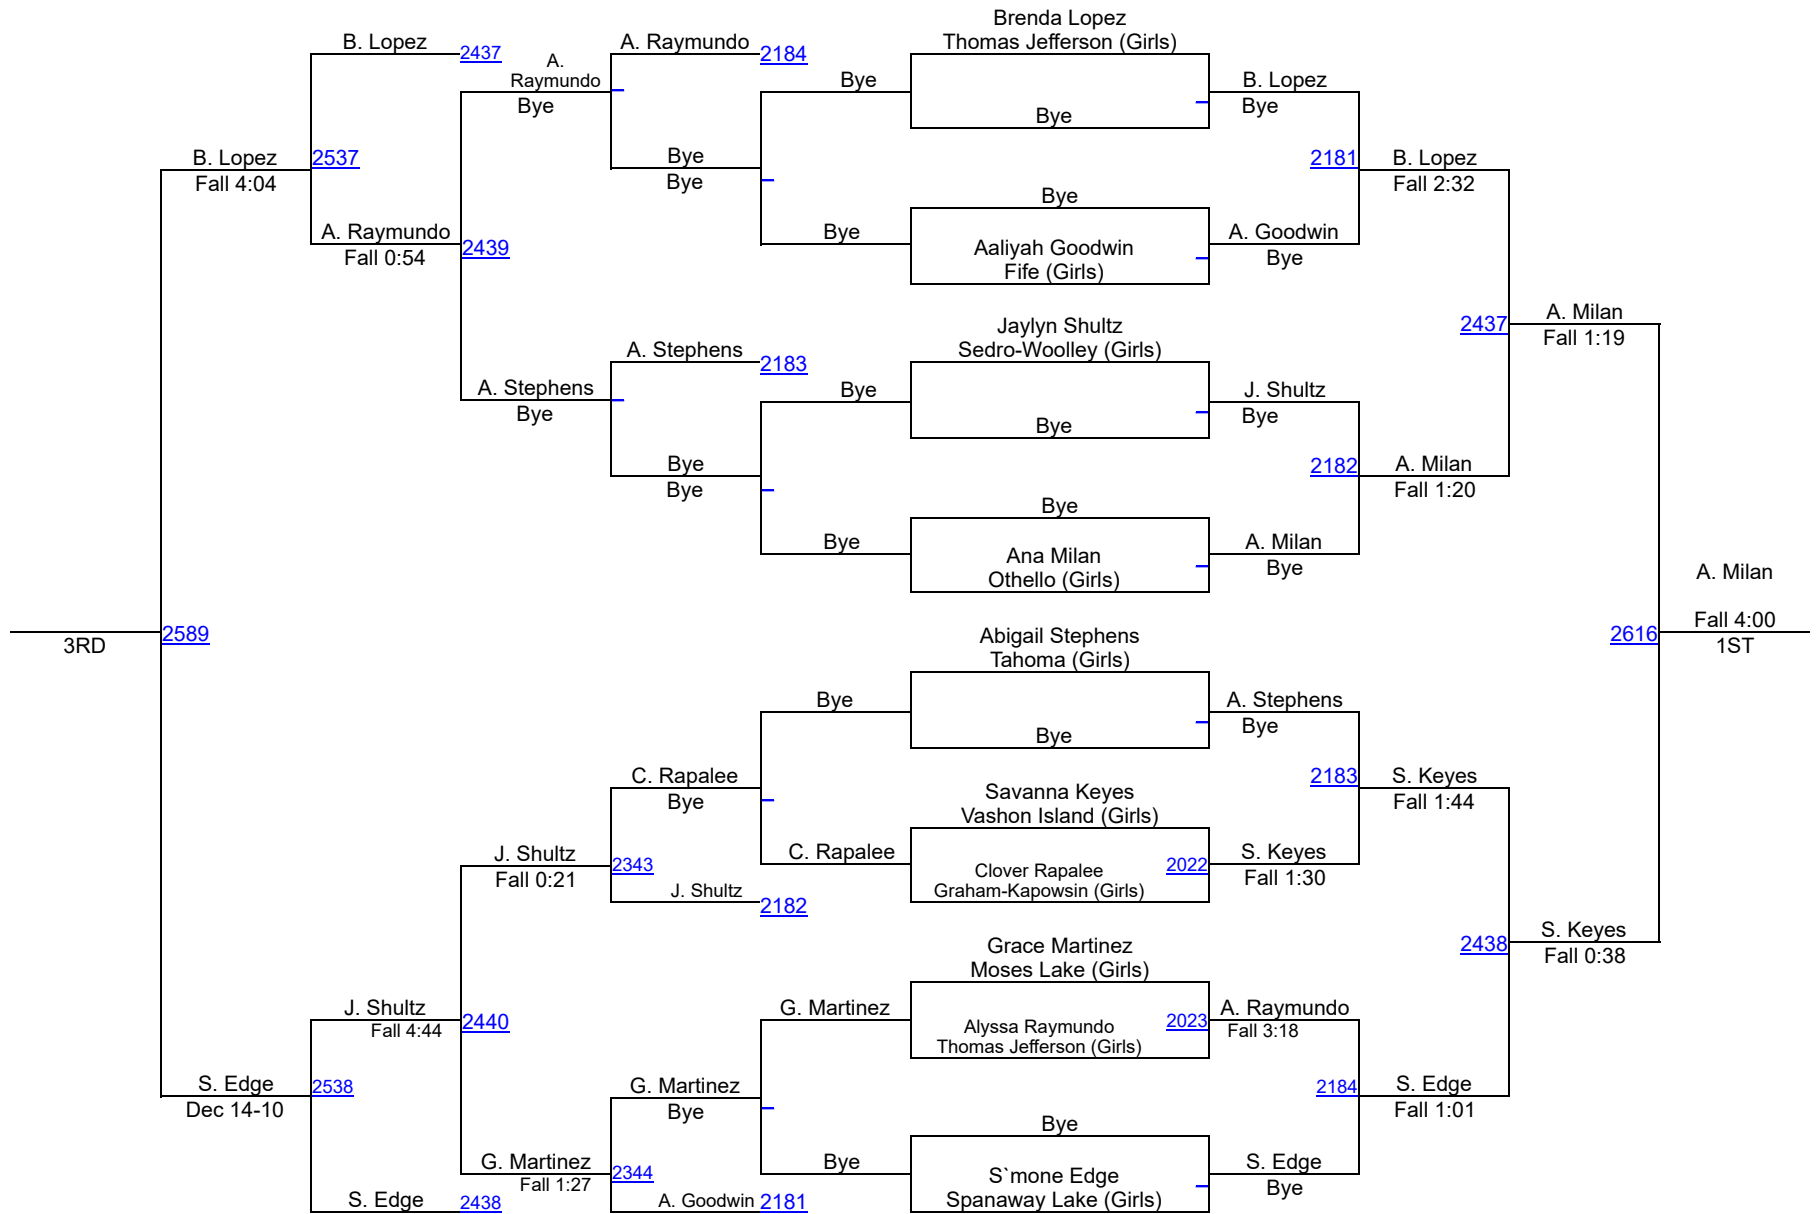 Brenda Lopez
Thomas Jefferson (Girls)
B. Lopez
2437
A.
Raymundo
Bye
A. Raymundo
2184
Bye
Bye
B. Lopez
Bye
B. Lopez
Fall 4:04
2537
Bye
Bye
2181
B. Lopez
Fall 2:32
A. Raymundo
Fall 0:54
2439
Bye
Bye
Aaliyah Goodwin
Fife (Girls)
A. Goodwin
Bye
Jaylyn Shultz
Sedro-Woolley (Girls)
2437
A. Milan
Fall 1:19
A. Stephens
2183
A. Stephens
Bye
Bye
Bye
J. Shultz
Bye
Bye
Bye
2182
A. Milan
Fall 1:20
Bye
Bye
Ana Milan
Othello (Girls)
A. Milan
Bye
A. Milan
Fall 4:00
1ST
2616
3RD
2589
Abigail Stephens
Tahoma (Girls)
Bye
Bye
A. Stephens
Bye
C. Rapalee
Bye
Savanna Keyes
Vashon Island (Girls)
2183
S. Keyes
Fall 1:44
J. Shultz
Fall 0:21
2343
C. Rapalee
Clover Rapalee
Graham-Kapowsin (Girls)
2022
S. Keyes
Fall 1:30
J. Shultz
2182
Grace Martinez
Moses Lake (Girls)
2438
S. Keyes
Fall 0:38
J. Shultz
Fall 4:44
2440
G. Martinez
Alyssa Raymundo
Thomas Jefferson (Girls)
2023
A. Raymundo
Fall 3:18
S. Edge
Dec 14-10
2538
G. Martinez
Bye
2184
S. Edge
Fall 1:01
Bye
G. Martinez
Fall 1:27
2344
Bye
S`mone Edge
Spanaway Lake (Girls)
S. Edge
Bye
S. Edge
2438
A. Goodwin
2181